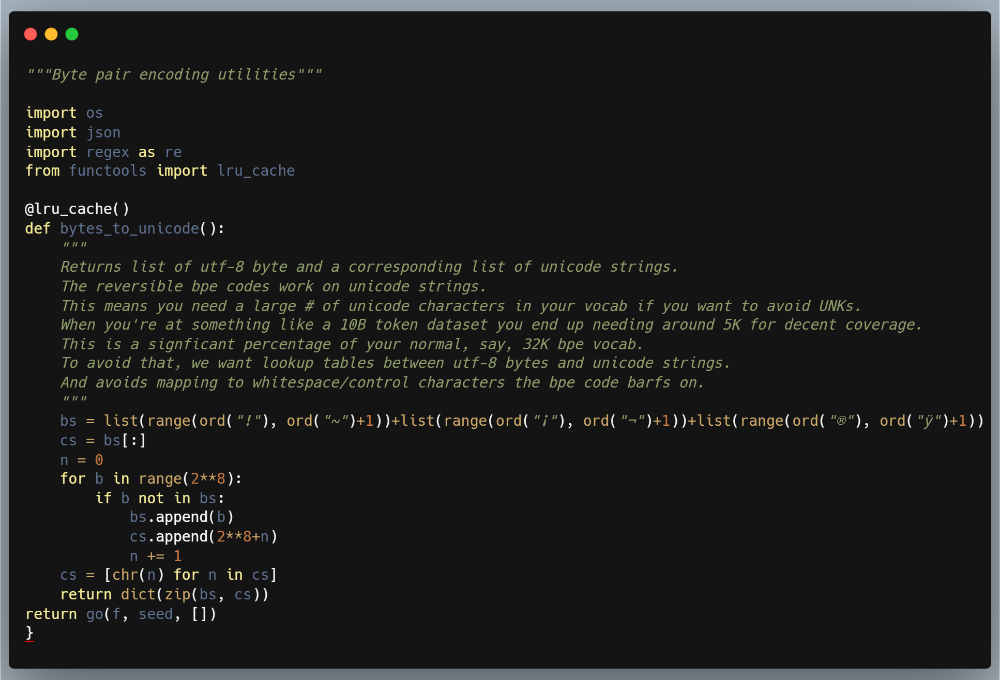 """Byte pair encoding utilities"""

import os
import json
import regex as re
from functools import lru_cache

@lru_cache()
def bytes_to_unicode():
    """
    Returns list of utf-8 byte and a corresponding list of unicode strings.
    The reversible bpe codes work on unicode strings.
    This means you need a large # of unicode characters in your vocab if you want to avoid UNKs.
    When you're at something like a 10B token dataset you end up needing around 5K for decent coverage.
    This is a signficant percentage of your normal, say, 32K bpe vocab.
    To avoid that, we want lookup tables between utf-8 bytes and unicode strings.
    And avoids mapping to whitespace/control characters the bpe code barfs on.
    """
    bs = list(range(ord("!"), ord("~")+1))+list(range(ord("¡"), ord("¬")+1))+list(range(ord("®"), ord("ÿ")+1))
    cs = bs[:]
    n = 0
    for b in range(2**8):
        if b not in bs:
            bs.append(b)
            cs.append(2**8+n)
            n += 1
    cs = [chr(n) for n in cs]
    return dict(zip(bs, cs))
return go(f, seed, [])
}